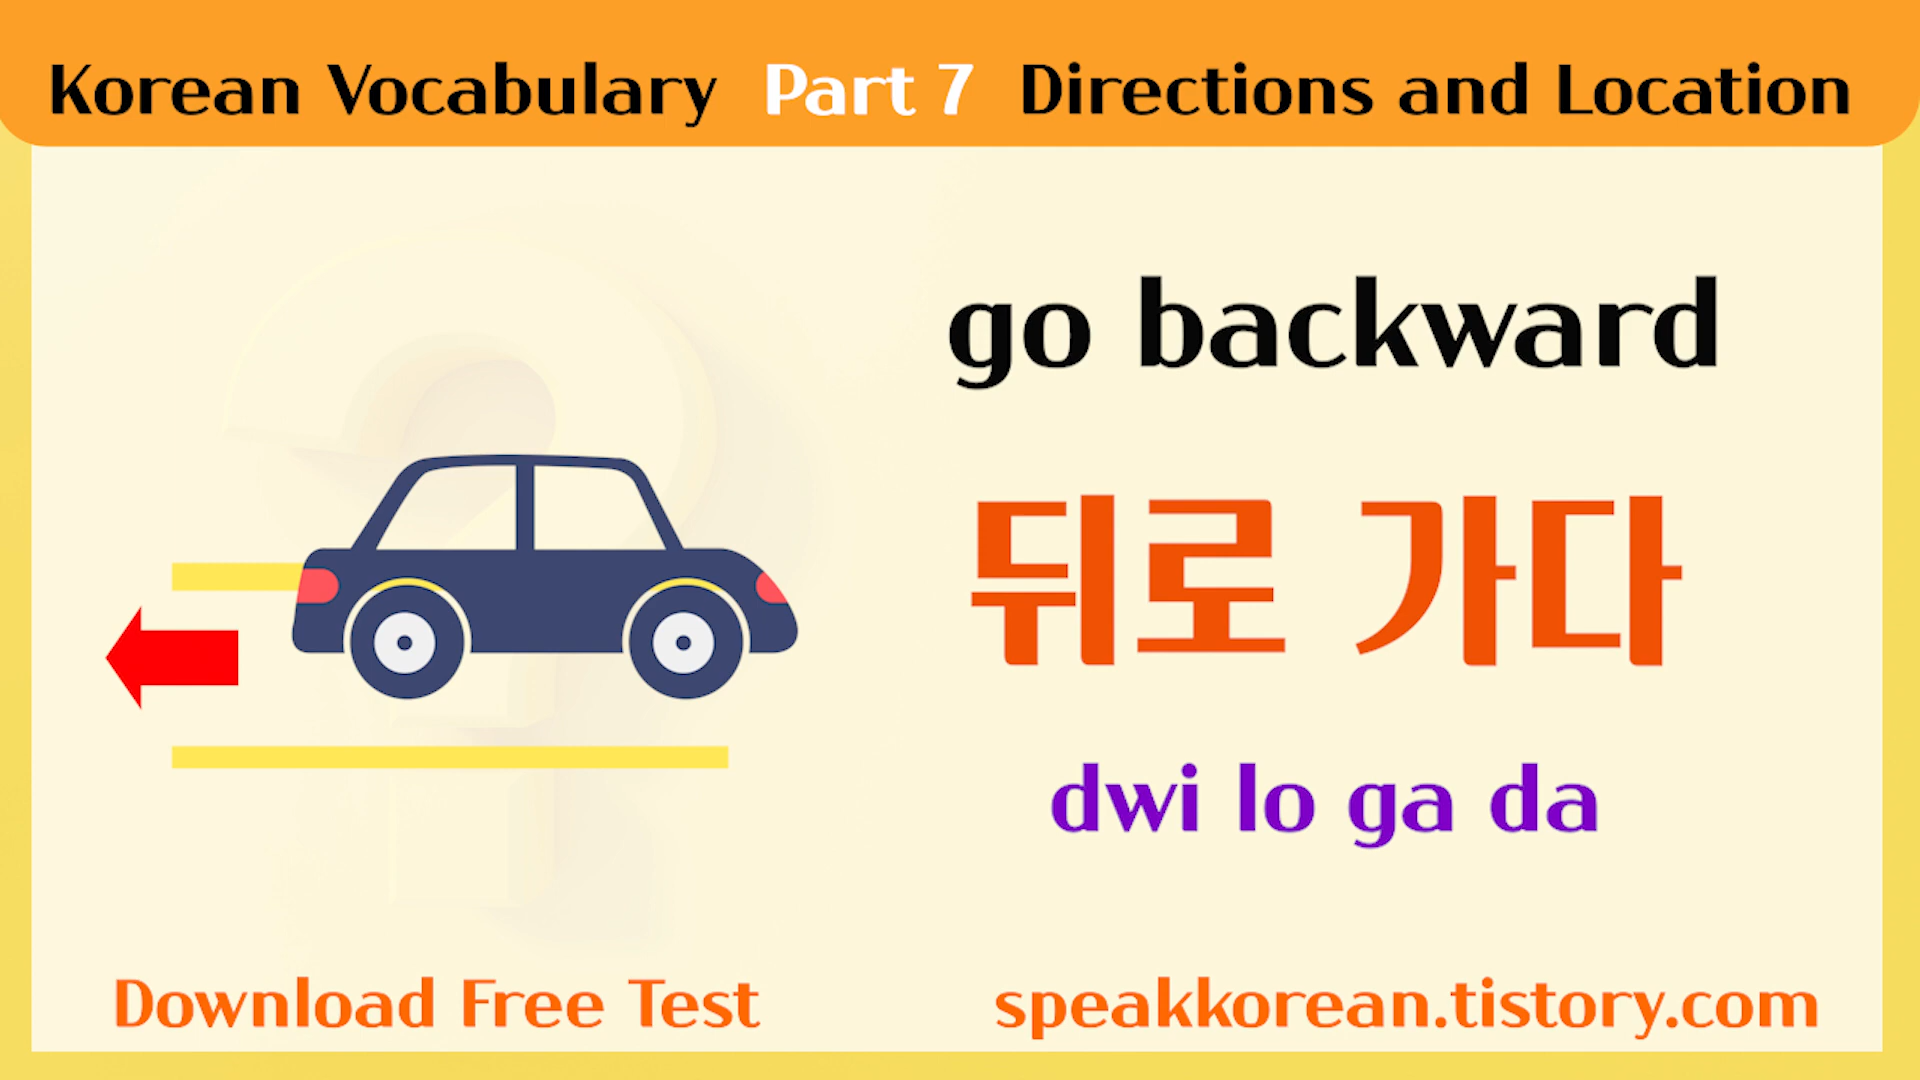 Korean Vocabulary Part 7 Directions and Location
go backward
뒤로 가다
dwi lo ga da
Download Free Test speakkorean.tistory.com